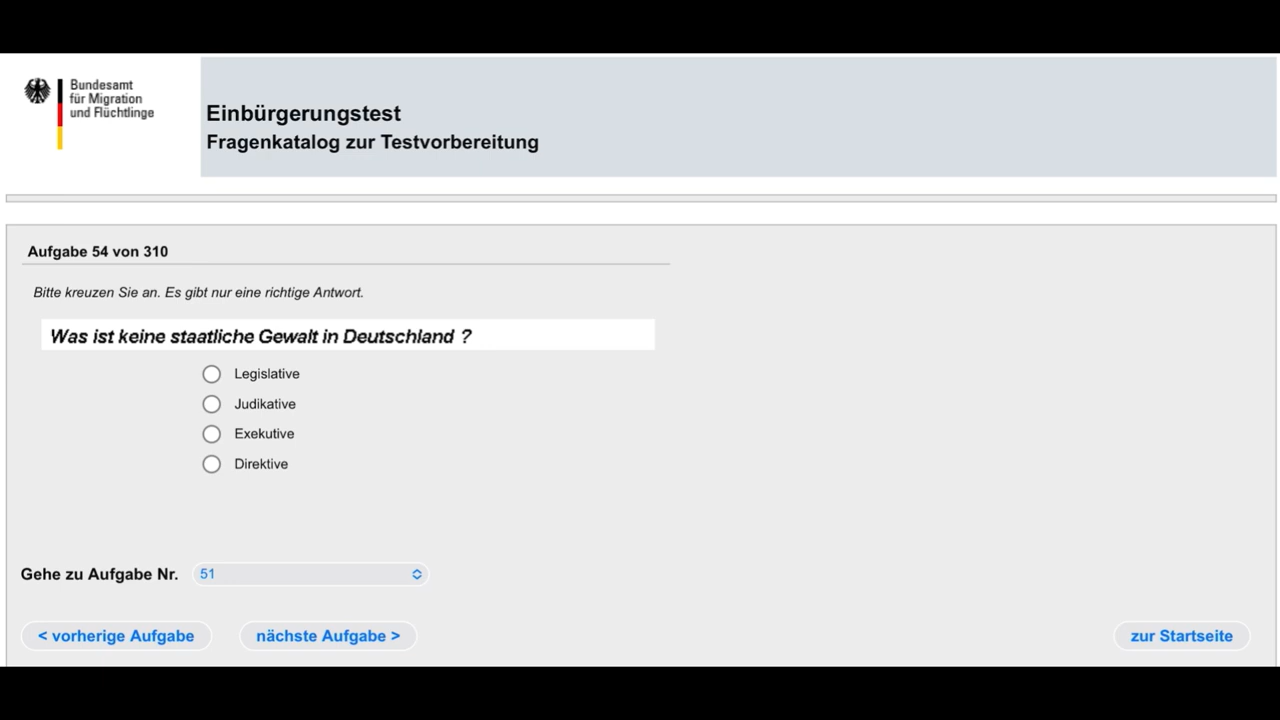 Bundesamt
für Migration
und Flüchtlinge
Einbürgerungstest
Fragenkatalog zur Testvorbereitung
Aufgabe 54 von 310
Bitte kreuzen Sie an. Es gibt nur eine richtige Antwort.
Was ist keine staatliche Gewalt in Deutschland ?
Legislative
Judikative
Exekutive
Direktive
Gehe zu Aufgabe Nr. 51
< vorherige Aufgabe nächste Aufgabe > zur Startseite